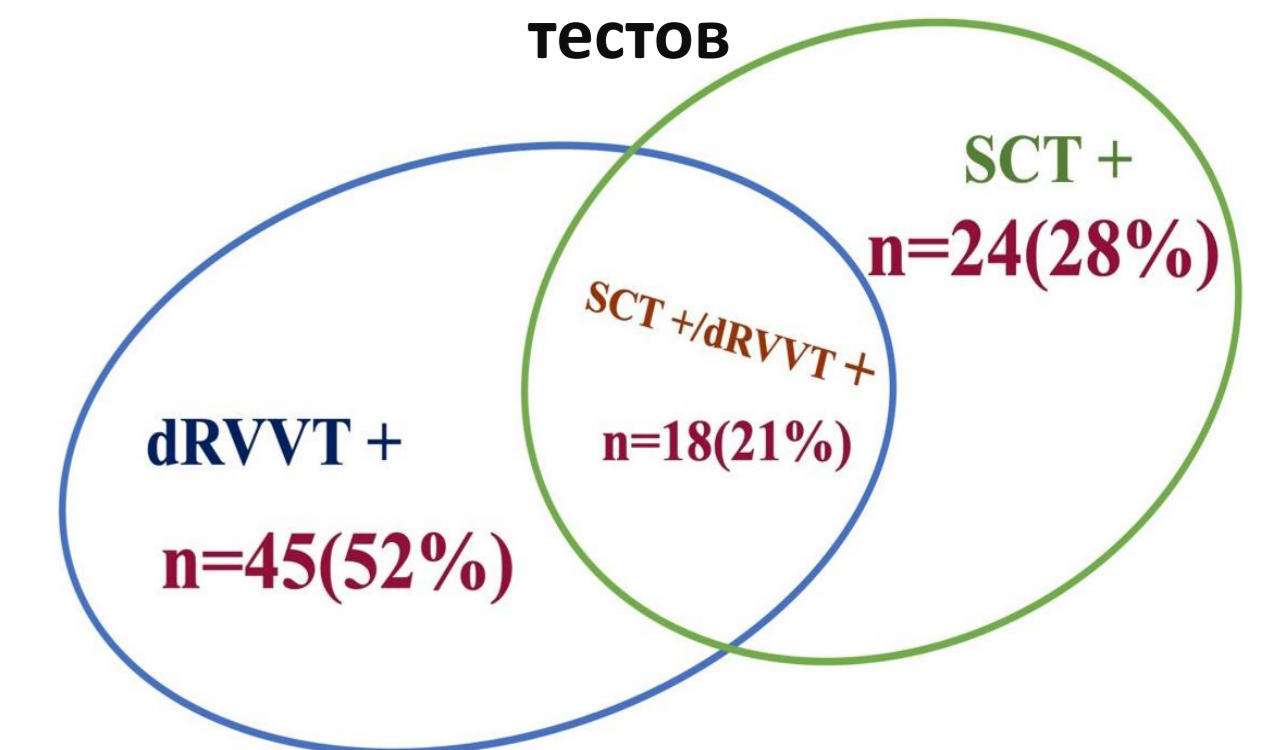 тестов
SCT +
n=24(28%)
SCT +/dRVVT +
dRVVT +
n=18(21%)
n=45(52%)